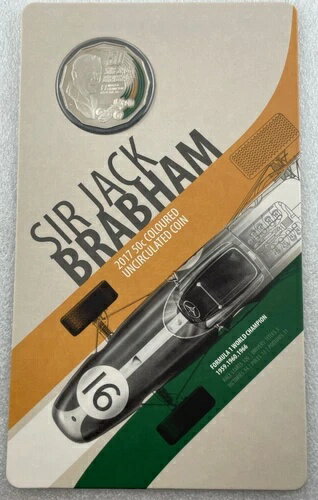 SIR JACK
BRABHAM
2017 50c COLOURED
UNCIRCULATED COIN
16
FORMULA 1 WORLD CHAMPION
1959, 1960, 1966